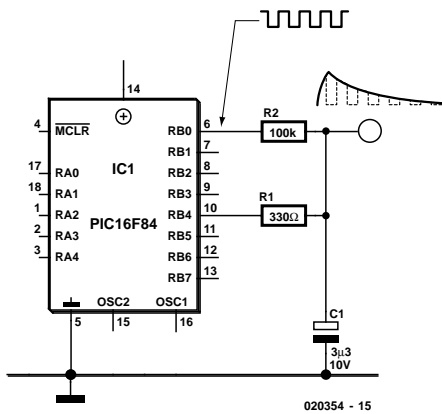 14
4
MCLR
RB0
6
R2
100k
RB1
7
17
RA0
IC1
RB2
8
18
RA1
RB3
9
R1
1
RA2
PIC16F84
RB4
10
330Ω
2
RA3
RB5
11
3
RA4
RB6
12
RB7
13
OSC2
OSC1
5
15
16
C1
3µ3
10V
020354 - 15